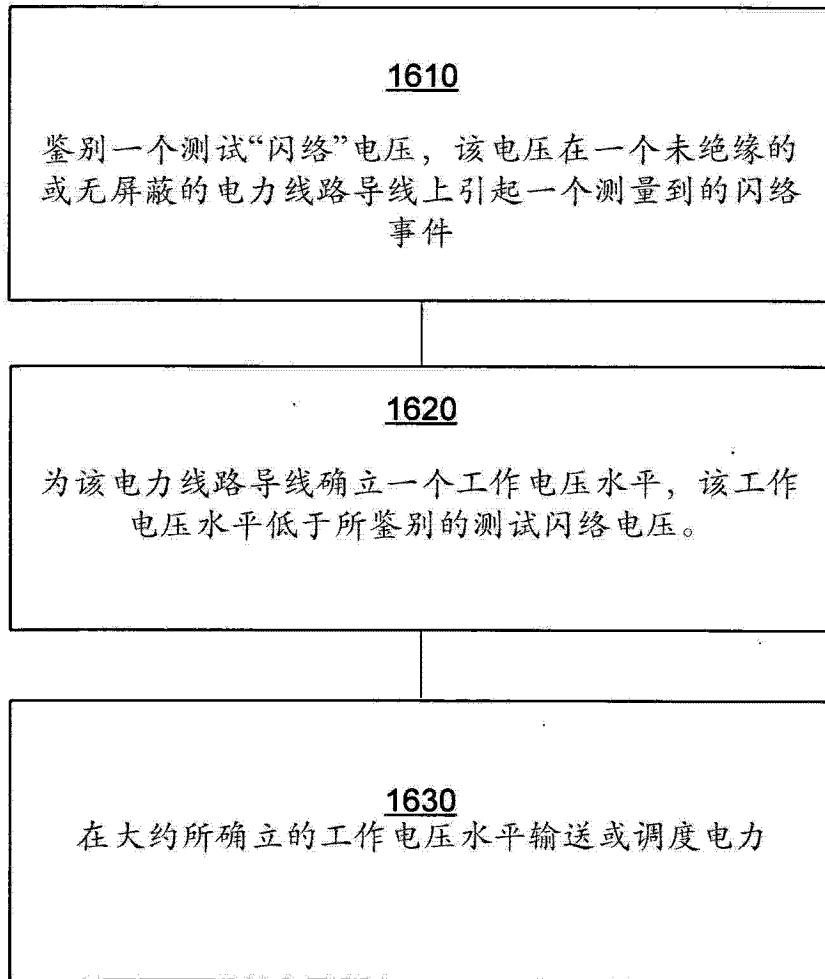 1610
鉴别一个测试“闪络”电压，该电压在一个未绝缘的
或无屏蔽的电力线路导线上引起一个测量到的闪络
事件
1620
为该电力线路导线确立一个工作电压水平，该工作
电压水平低于所鉴别的测试闪络电压。
1630
在大约所确立的工作电压水平输送或调度电力